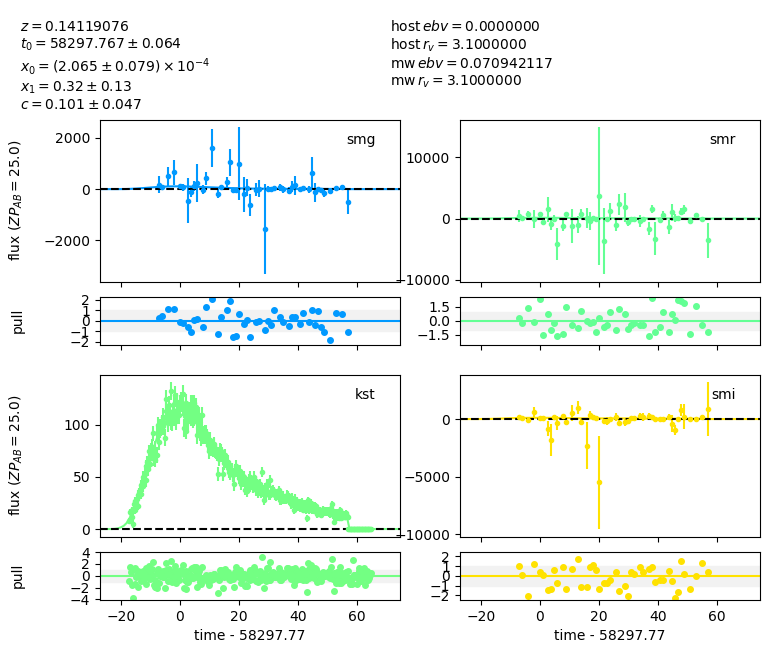 z = 0.14119076
t₀ = 58297.767 ± 0.064
x₀ = (2.065 ± 0.079) × 10⁻⁴
x₁ = 0.32 ± 0.13
c = 0.101 ± 0.047
host ebv = 0.0000000
host r_v = 3.1000000
mw ebv = 0.070942117
mw r_v = 3.1000000
flux (ZP_AB = 25.0)
2000
0
−2000
smg
10000
0
−10000
smr
pull
2
1
0
−1
−2
1.5
0.0
−1.5
flux (ZP_AB = 25.0)
100
50
0
kst
0
−5000
−10000
smi
pull
4
2
0
−2
−4
2
1
0
−1
−2
−20 0 20 40 60
−20 0 20 40 60
time - 58297.77
time - 58297.77